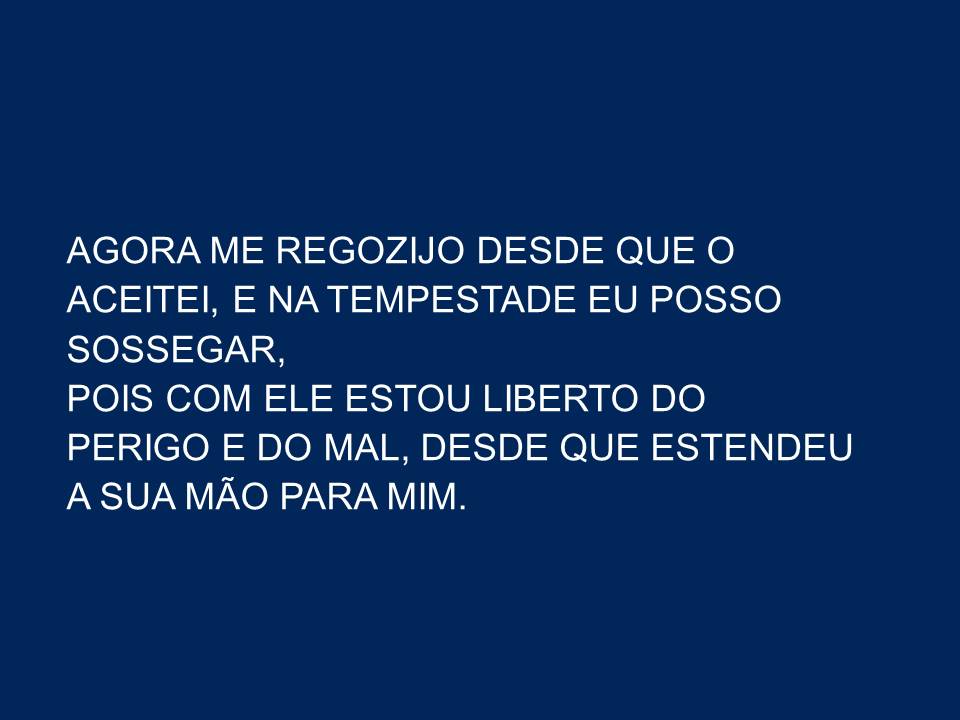 AGORA ME REGOZIJO DESDE QUE O
ACEITEI, E NA TEMPESTADE EU POSSO
SOSSEGAR,
POIS COM ELE ESTOU LIBERTO DO
PERIGO E DO MAL, DESDE QUE ESTENDEU
A SUA MÃO PARA MIM.